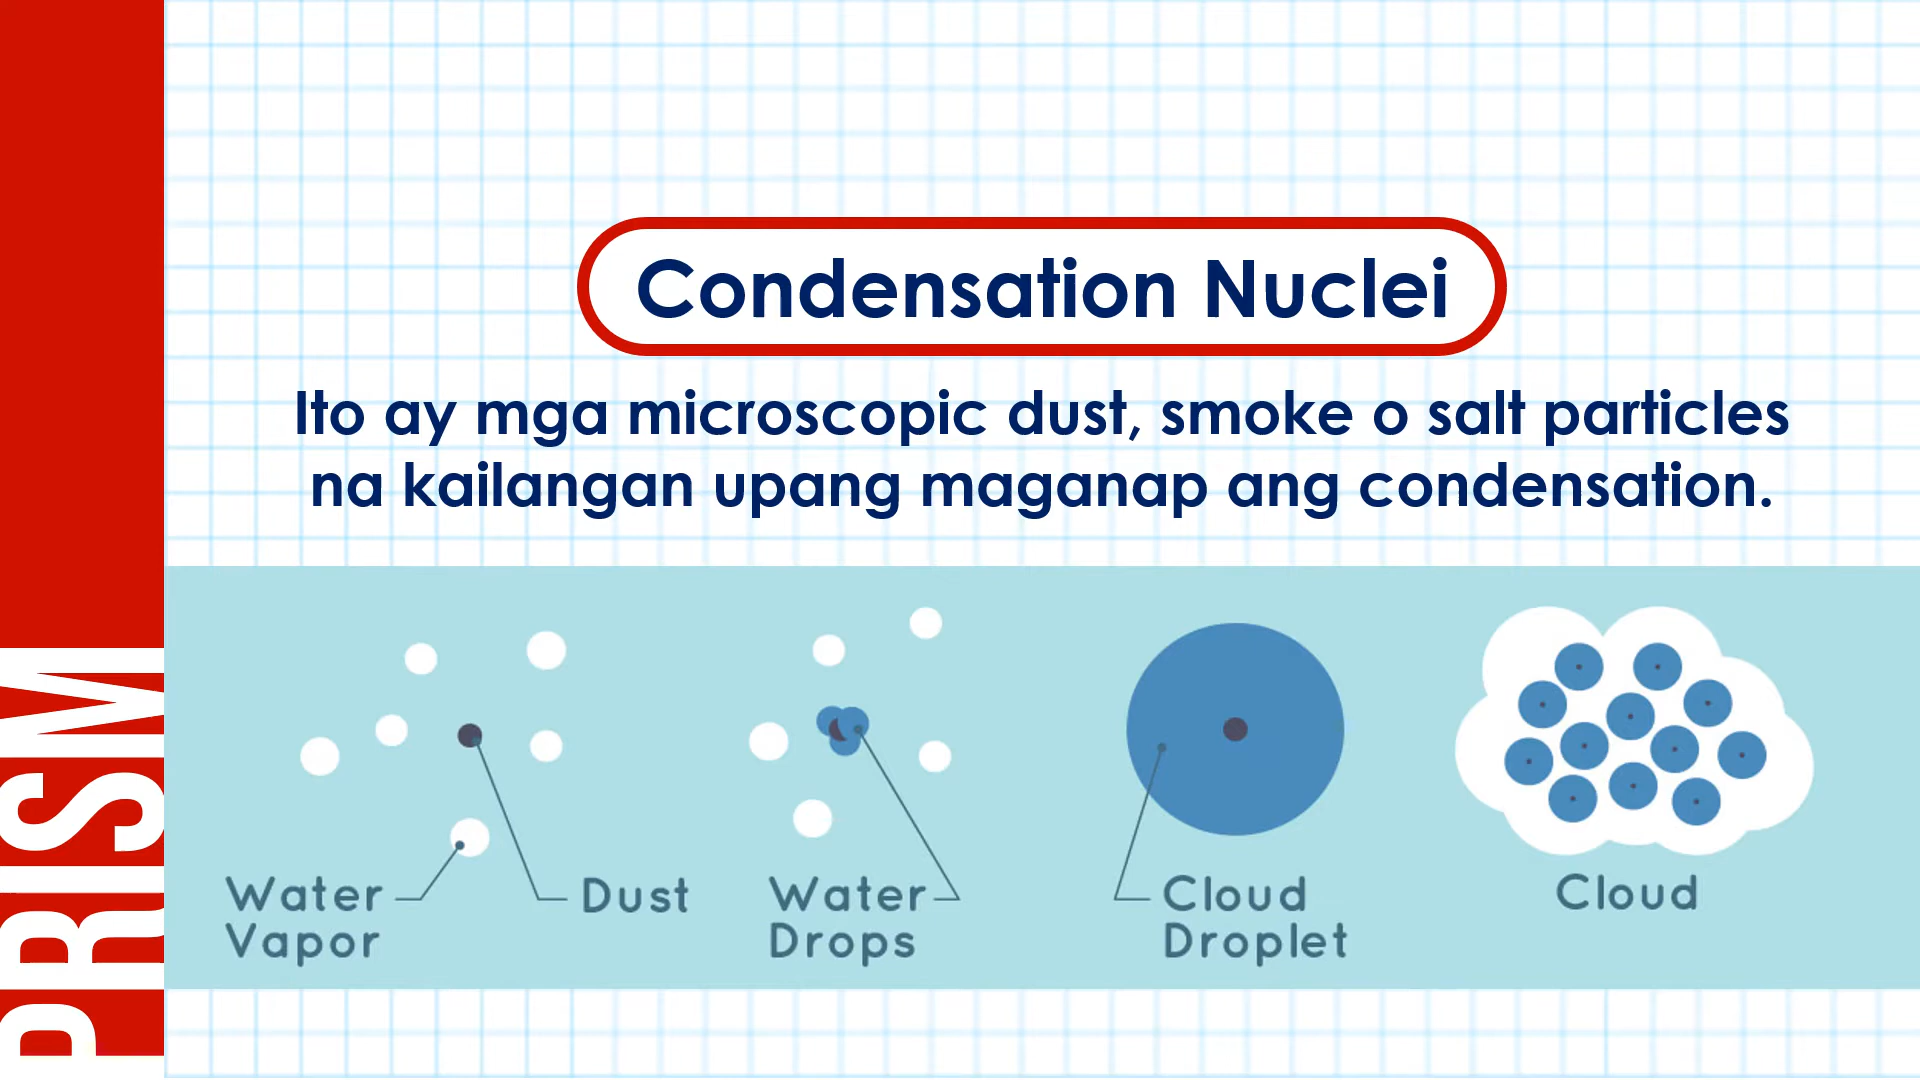 Condensation Nuclei
Ito ay mga microscopic dust, smoke o salt particles
na kailangan upang maganap ang condensation.
Water
Vapor
Dust
Water
Drops
Cloud
Droplet
Cloud
PRISM